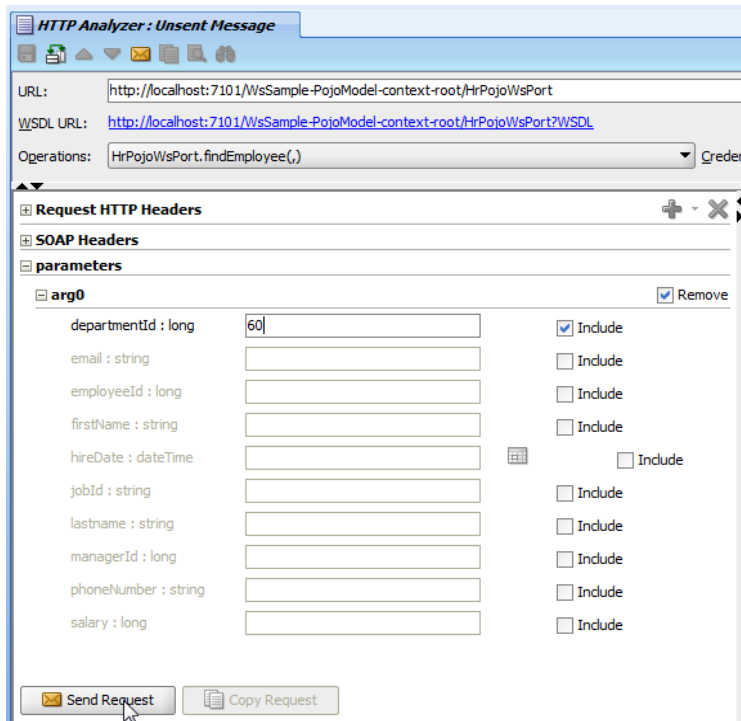 HTTP Analyzer : Unsent Message
URL: http://localhost:7101/WsSample-PojoModel-context-root/HrPojoWsPort
WSDL URL: http://localhost:7101/WsSample-PojoModel-context-root/HrPojoWsPort?WSDL
Operations: HrPojoWsPort.findEmployee(,) Creder
Request HTTP Headers
SOAP Headers
parameters
arg0 Remove
departmentId : long 60 Include
email : string Include
employeeId : long Include
firstName : string Include
hireDate : dateTime Include
jobId : string Include
lastname : string Include
managerId : long Include
phoneNumber : string Include
salary : long Include
Send Request Copy Request